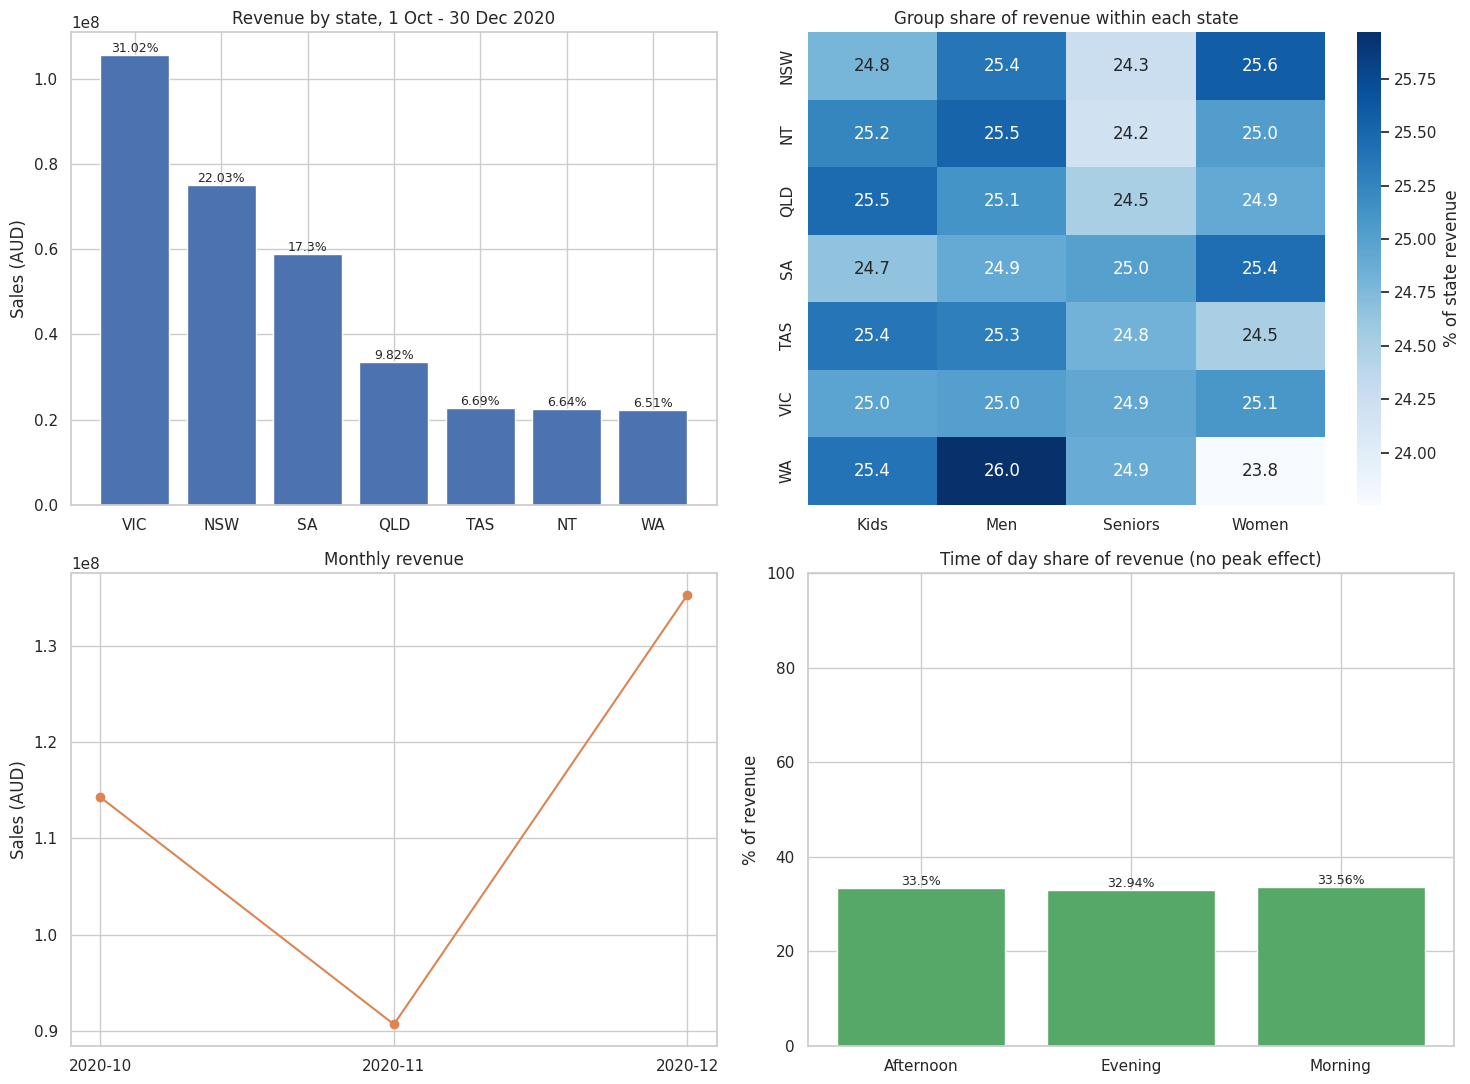 Revenue by state, 1 Oct - 30 Dec 2020
1e8
Sales (AUD)
1.0
0.8
0.6
0.4
0.2
0.0
31.02%
22.03%
17.3%
9.82%
6.69%
6.64%
6.51%
VIC NSW SA QLD TAS NT WA
Group share of revenue within each state
NSW 24.8 25.4 24.3 25.6
NT 25.2 25.5 24.2 25.0
QLD 25.5 25.1 24.5 24.9
SA 24.7 24.9 25.0 25.4
TAS 25.4 25.3 24.8 24.5
VIC 25.0 25.0 24.9 25.1
WA 25.4 26.0 24.9 23.8
Kids Men Seniors Women
25.75
25.50
25.25
25.00
24.75
24.50
24.25
24.00
% of state revenue
Monthly revenue
1e8
Sales (AUD)
1.3
1.2
1.1
1.0
0.9
2020-10 2020-11 2020-12
Time of day share of revenue (no peak effect)
% of revenue
100
80
60
40
20
0
33.5% 32.94% 33.56%
Afternoon Evening Morning